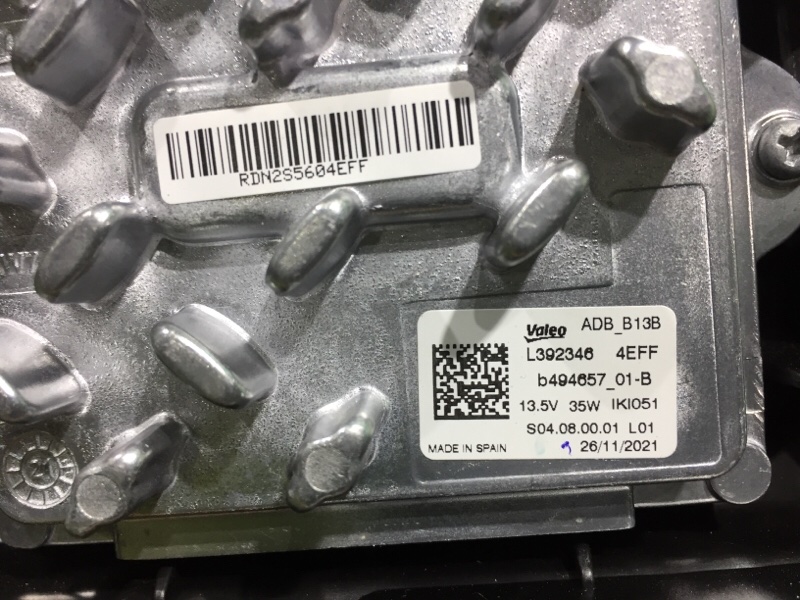 RDN2S5604EFF
Valeo ADB_B13B
L392346 4EFF
b494657_01-B
13.5V 35W IKI051
S04.08.00.01 L01
MADE IN SPAIN 26/11/2021